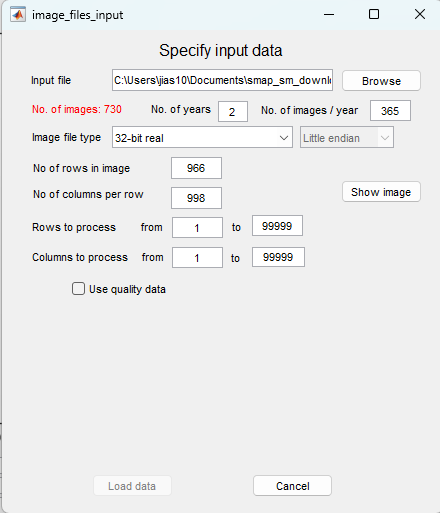 image_files_input
Specify input data
Input file C:\Users\jias10\Documents\smap_sm_downl Browse
No. of images: 730 No. of years 2 No. of images / year 365
Image file type 32-bit real Little endian
No of rows in image 966
No of columns per row 998 Show image
Rows to process from 1 to 99999
Columns to process from 1 to 99999
Use quality data
Load data Cancel